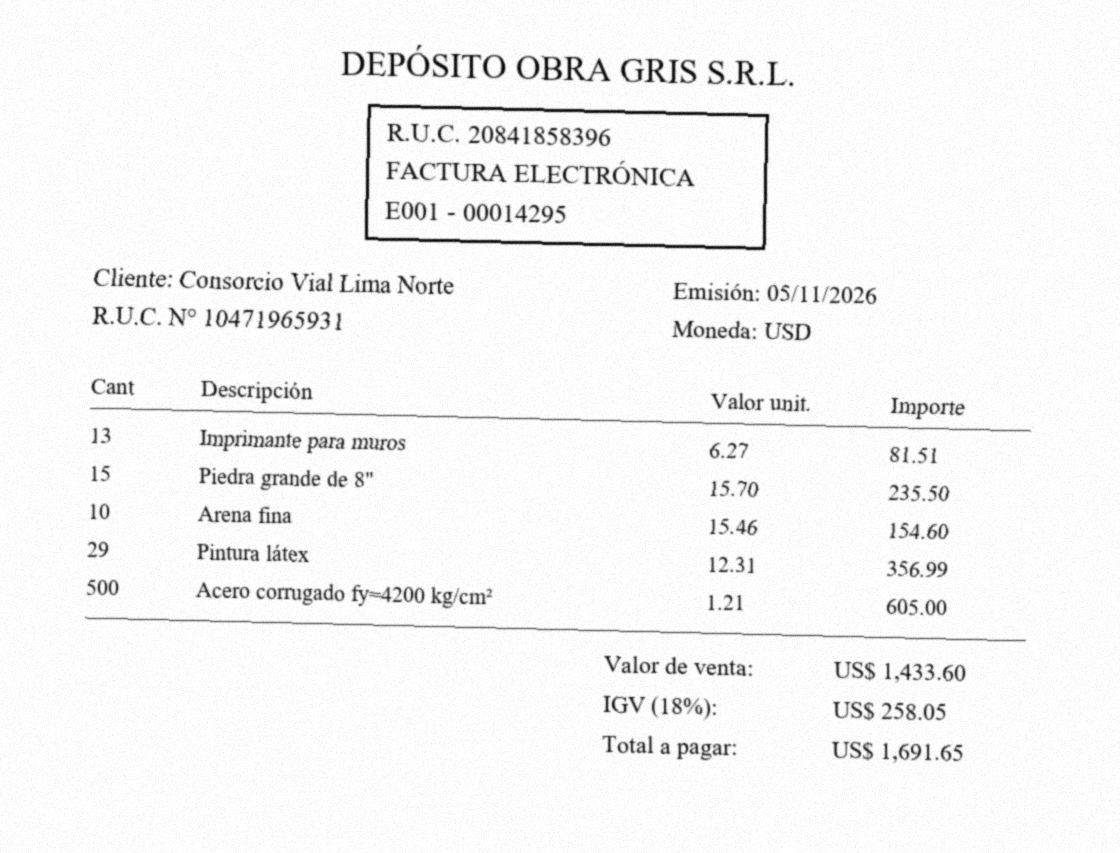 DEPÓSITO OBRA GRIS S.R.L.
R.U.C. 20841858396
FACTURA ELECTRÓNICA
E001 - 00014295
Cliente: Consorcio Vial Lima Norte
R.U.C. N° 10471965931
Emisión: 05/11/2026
Moneda: USD
Cant Descripción Valor unit. Importe
13 Imprimante para muros 6.27 81.51
15 Piedra grande de 8" 15.70 235.50
10 Arena fina 15.46 154.60
29 Pintura látex 12.31 356.99
500 Acero corrugado fy=4200 kg/cm² 1.21 605.00
Valor de venta: US$ 1,433.60
IGV (18%): US$ 258.05
Total a pagar: US$ 1,691.65